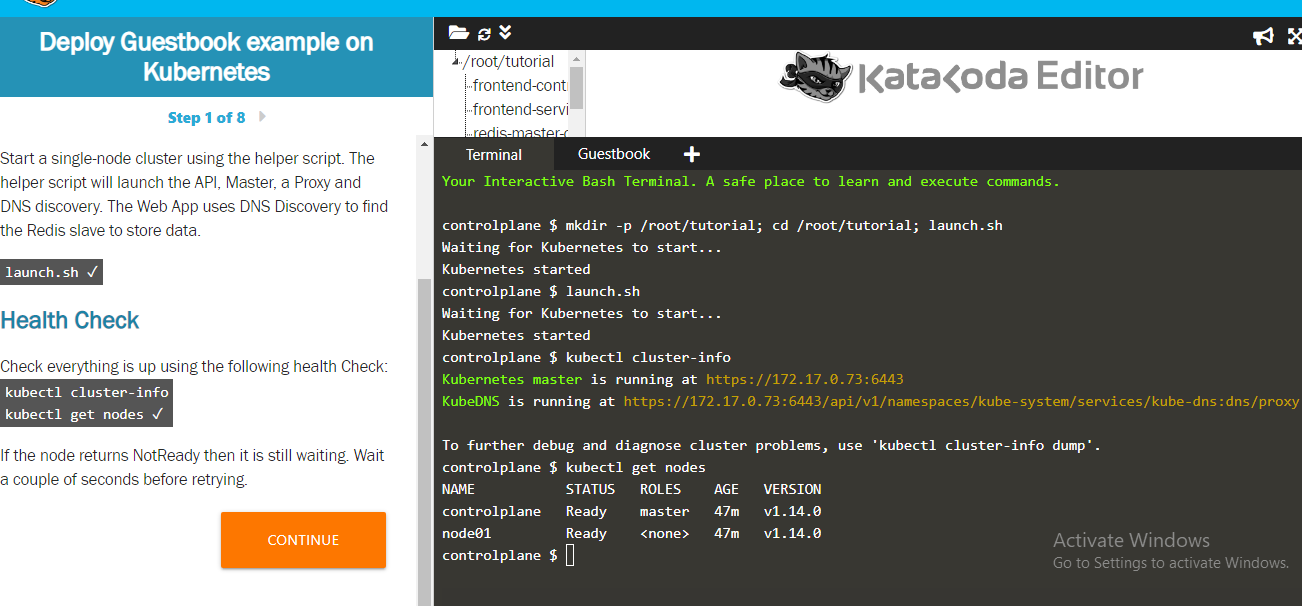 Deploy Guestbook example on
Kubernetes
Step 1 of 8
Start a single-node cluster using the helper script. The
helper script will launch the API, Master, a Proxy and
DNS discovery. The Web App uses DNS Discovery to find
the Redis slave to store data.
launch.sh ✓
Health Check
Check everything is up using the following health Check:
kubectl cluster-info
kubectl get nodes ✓
If the node returns NotReady then it is still waiting. Wait
a couple of seconds before retrying.
CONTINUE
/root/tutorial
frontend-cont
frontend-servi
redis-master-c
Katacoda Editor
Terminal
Guestbook
Your Interactive Bash Terminal. A safe place to learn and execute commands.
controlplane $ mkdir -p /root/tutorial; cd /root/tutorial; launch.sh
Waiting for Kubernetes to start...
Kubernetes started
controlplane $ launch.sh
Waiting for Kubernetes to start...
Kubernetes started
controlplane $ kubectl cluster-info
Kubernetes master is running at https://172.17.0.73:6443
KubeDNS is running at https://172.17.0.73:6443/api/v1/namespaces/kube-system/services/kube-dns:dns/proxy
To further debug and diagnose cluster problems, use 'kubectl cluster-info dump'.
controlplane $ kubectl get nodes
NAME STATUS ROLES AGE VERSION
controlplane Ready master 47m v1.14.0
node01 Ready <none> 47m v1.14.0
controlplane $
Activate Windows
Go to Settings to activate Windows.